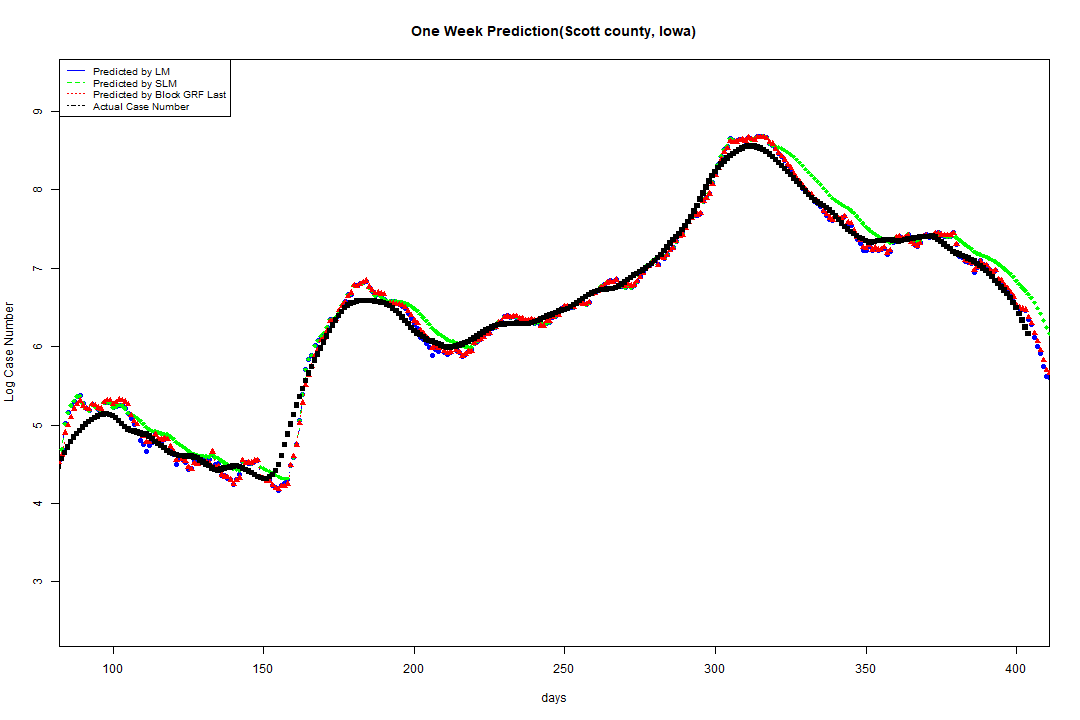 One Week Prediction(Scott county, Iowa)
Predicted by LM
Predicted by SLM
Predicted by Block GRF Last
Actual Case Number
Log Case Number
9
8
7
6
5
4
3
100 150 200 250 300 350 400
days